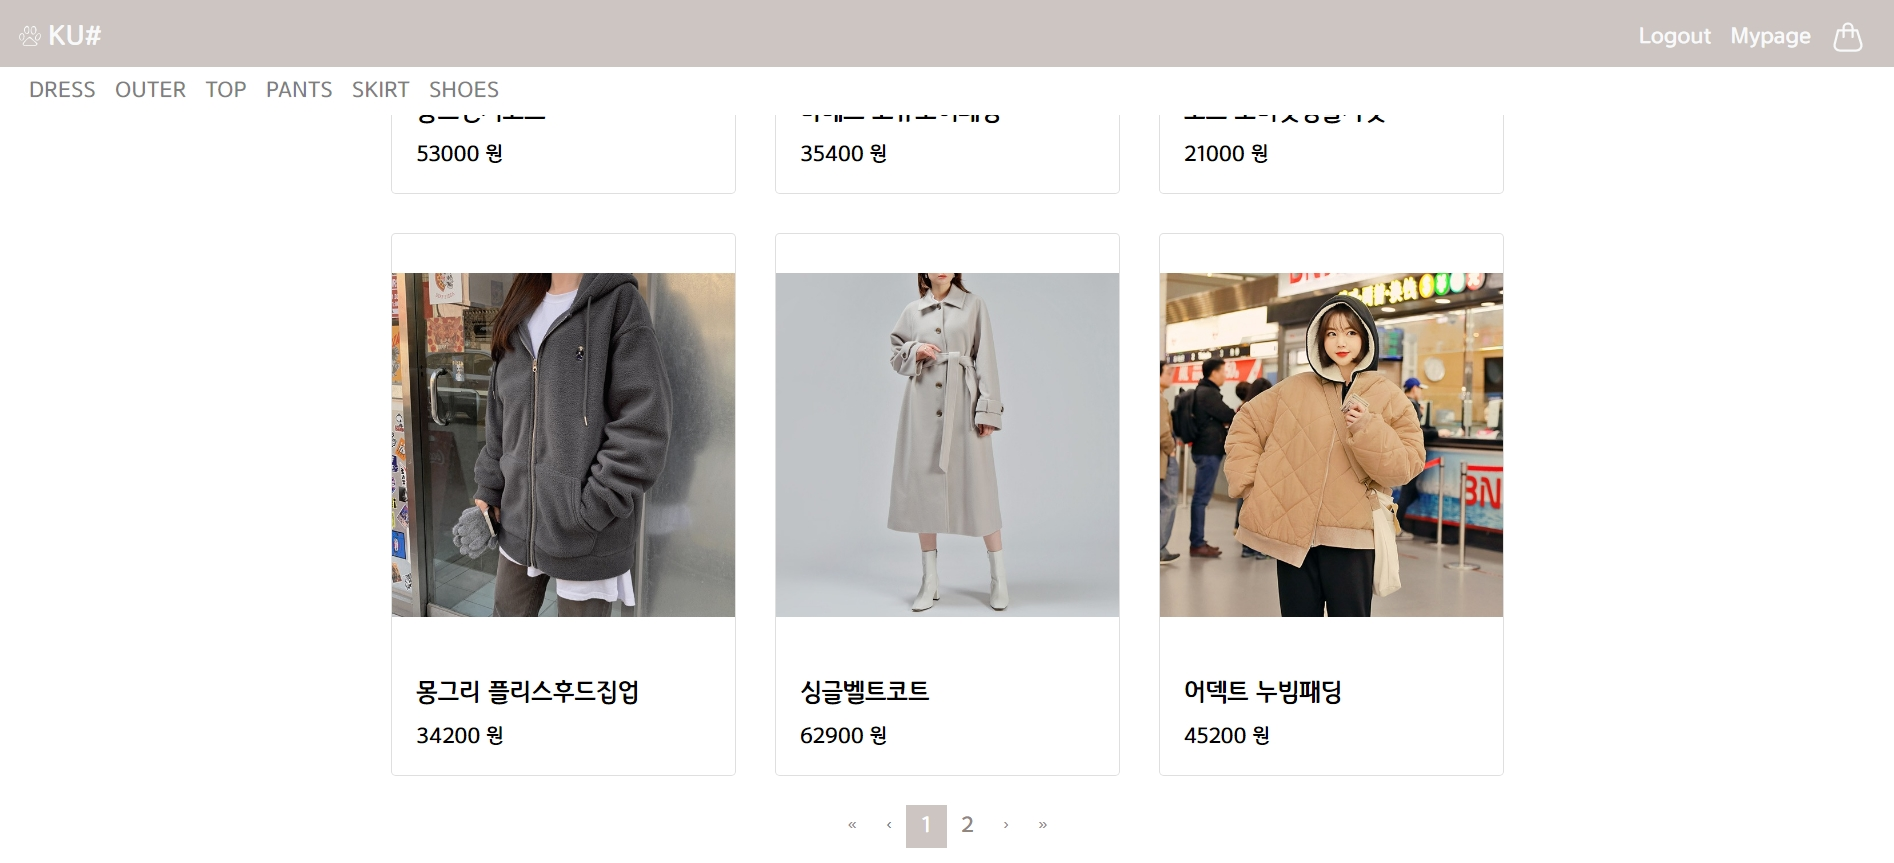 KU#
Logout Mypage
DRESS OUTER TOP PANTS SKIRT SHOES
53000 원
35400 원
21000 원
몽그리 플리스후드집업
34200 원
싱글벨트코트
62900 원
어덱트 누빔패딩
45200 원
« ‹ 1 2 › »